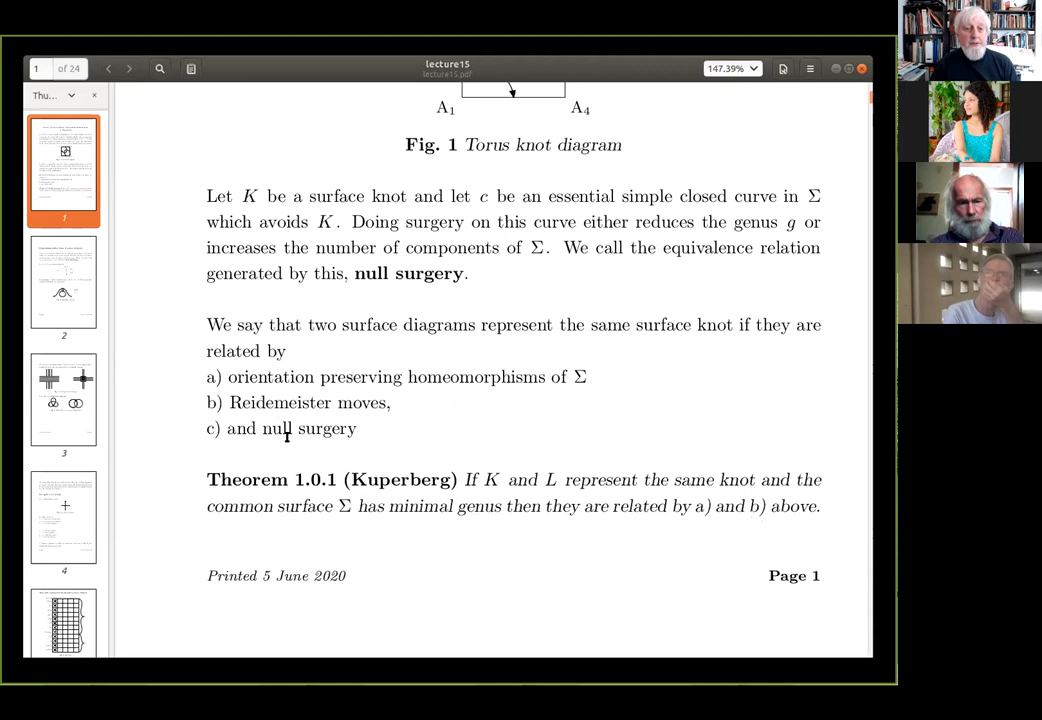 1 of 24
lecture15
lecture15.pdf
147.39%
Thu...
A1 A4
Fig. 1 Torus knot diagram
Let K be a surface knot and let c be an essential simple closed curve in Σ
which avoids K. Doing surgery on this curve either reduces the genus g or
increases the number of components of Σ. We call the equivalence relation
generated by this, null surgery.
We say that two surface diagrams represent the same surface knot if they are
related by
a) orientation preserving homeomorphisms of Σ
b) Reidemeister moves,
c) and null surgery
Theorem 1.0.1 (Kuperberg) If K and L represent the same knot and the
common surface Σ has minimal genus then they are related by a) and b) above.
Printed 5 June 2020 Page 1
1
2
3
4